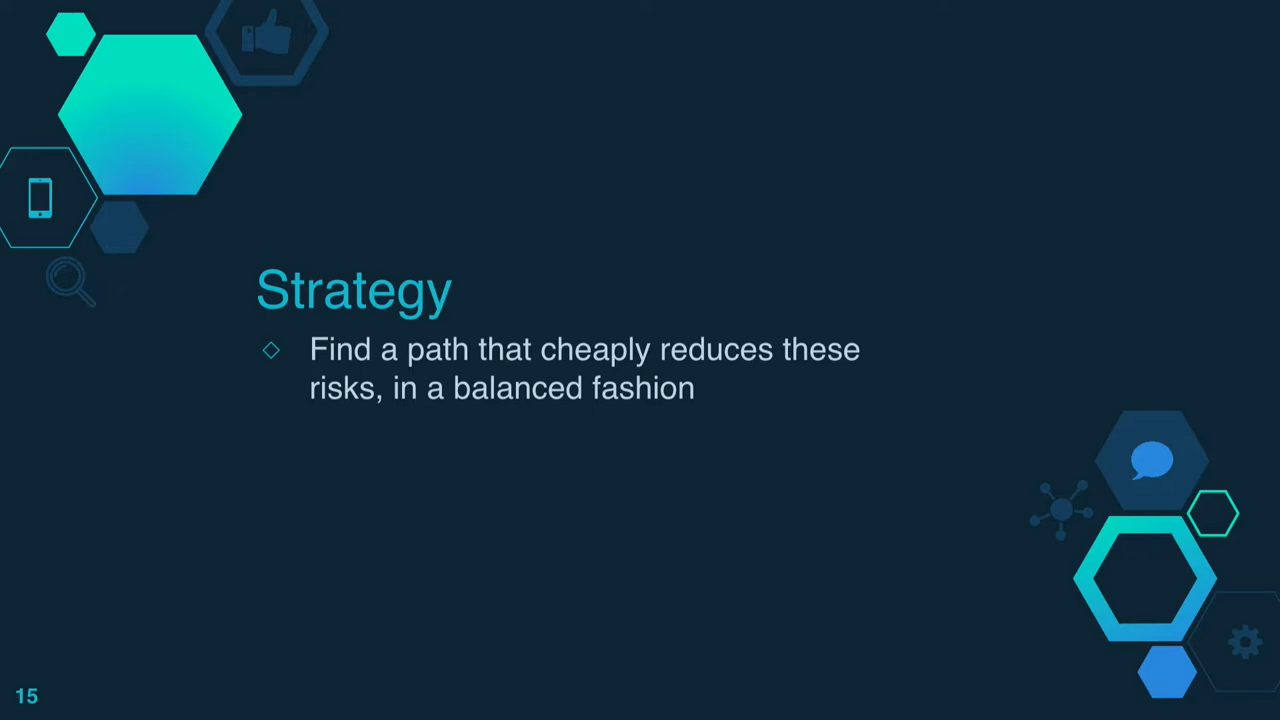 Strategy
Find a path that cheaply reduces these
risks, in a balanced fashion
15